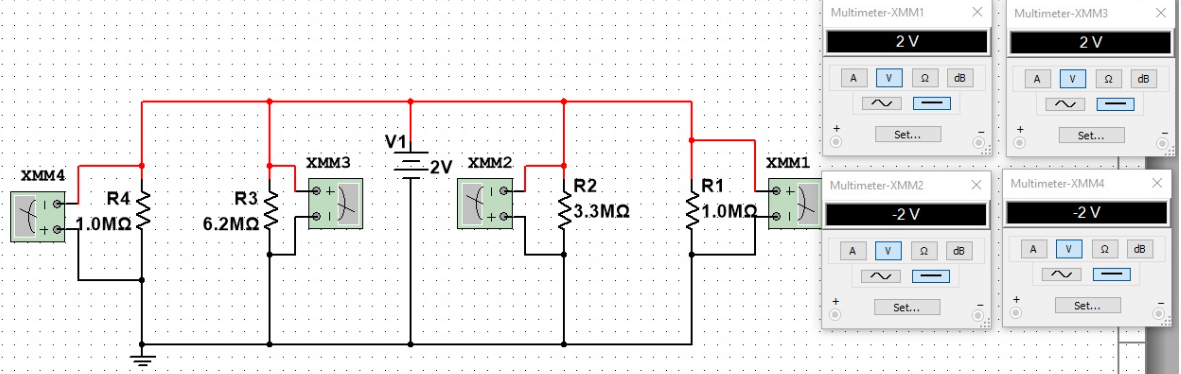 Multimeter-XMM1
2 V
A V Ω dB
+ Set... −
Multimeter-XMM3
2 V
A V Ω dB
+ Set... −
V1
2V
XMM4
XMM3
XMM2
XMM1
R4
1.0MΩ
R3
6.2MΩ
R2
3.3MΩ
R1
1.0MΩ
Multimeter-XMM2
-2 V
A V Ω dB
+ Set... −
Multimeter-XMM4
-2 V
A V Ω dB
+ Set... −